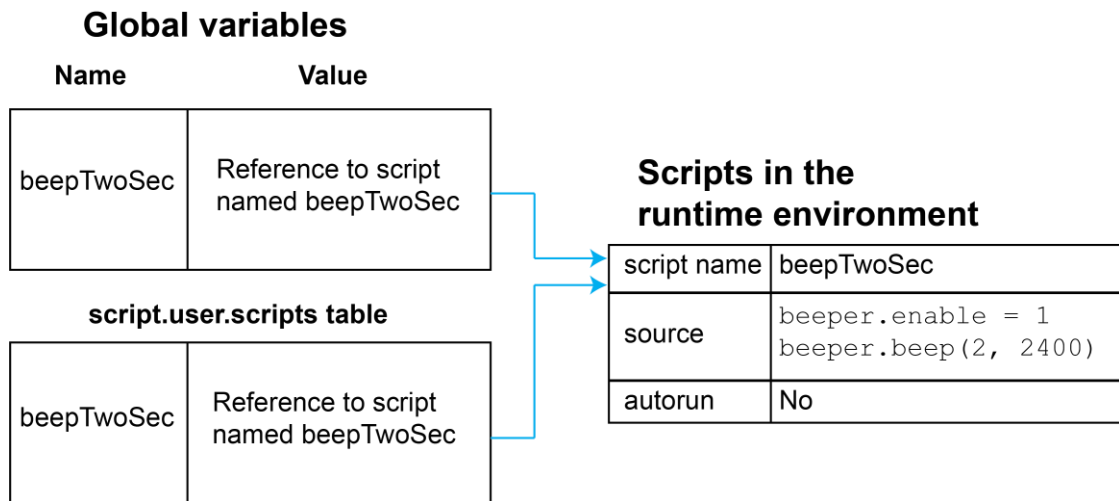 Global variables
Name Value
beepTwoSec
Reference to script
named beepTwoSec
script.user.scripts table
beepTwoSec
Reference to script
named beepTwoSec
Scripts in the
runtime environment
script name beepTwoSec
source
beeper.enable = 1
beeper.beep(2, 2400)
autorun No